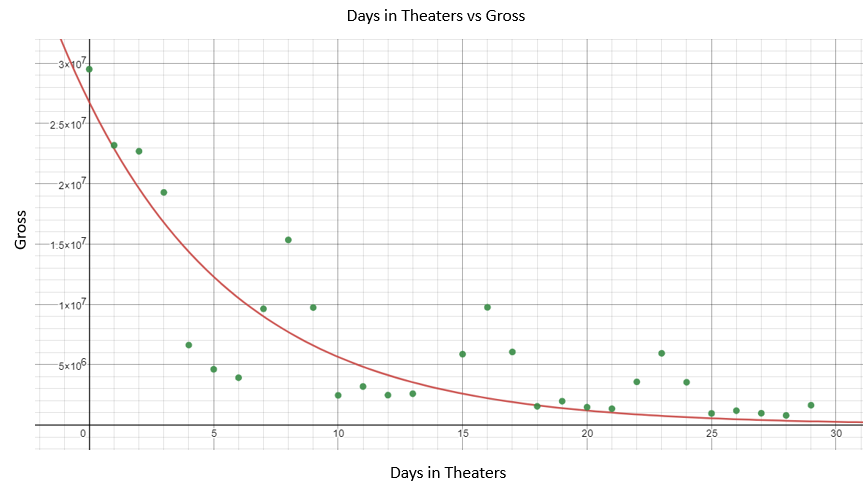 Days in Theaters vs Gross
3×10⁷
2.5×10⁷
2×10⁷
1.5×10⁷
1×10⁷
5×10⁶
Gross
0 5 10 15 20 25 30
Days in Theaters